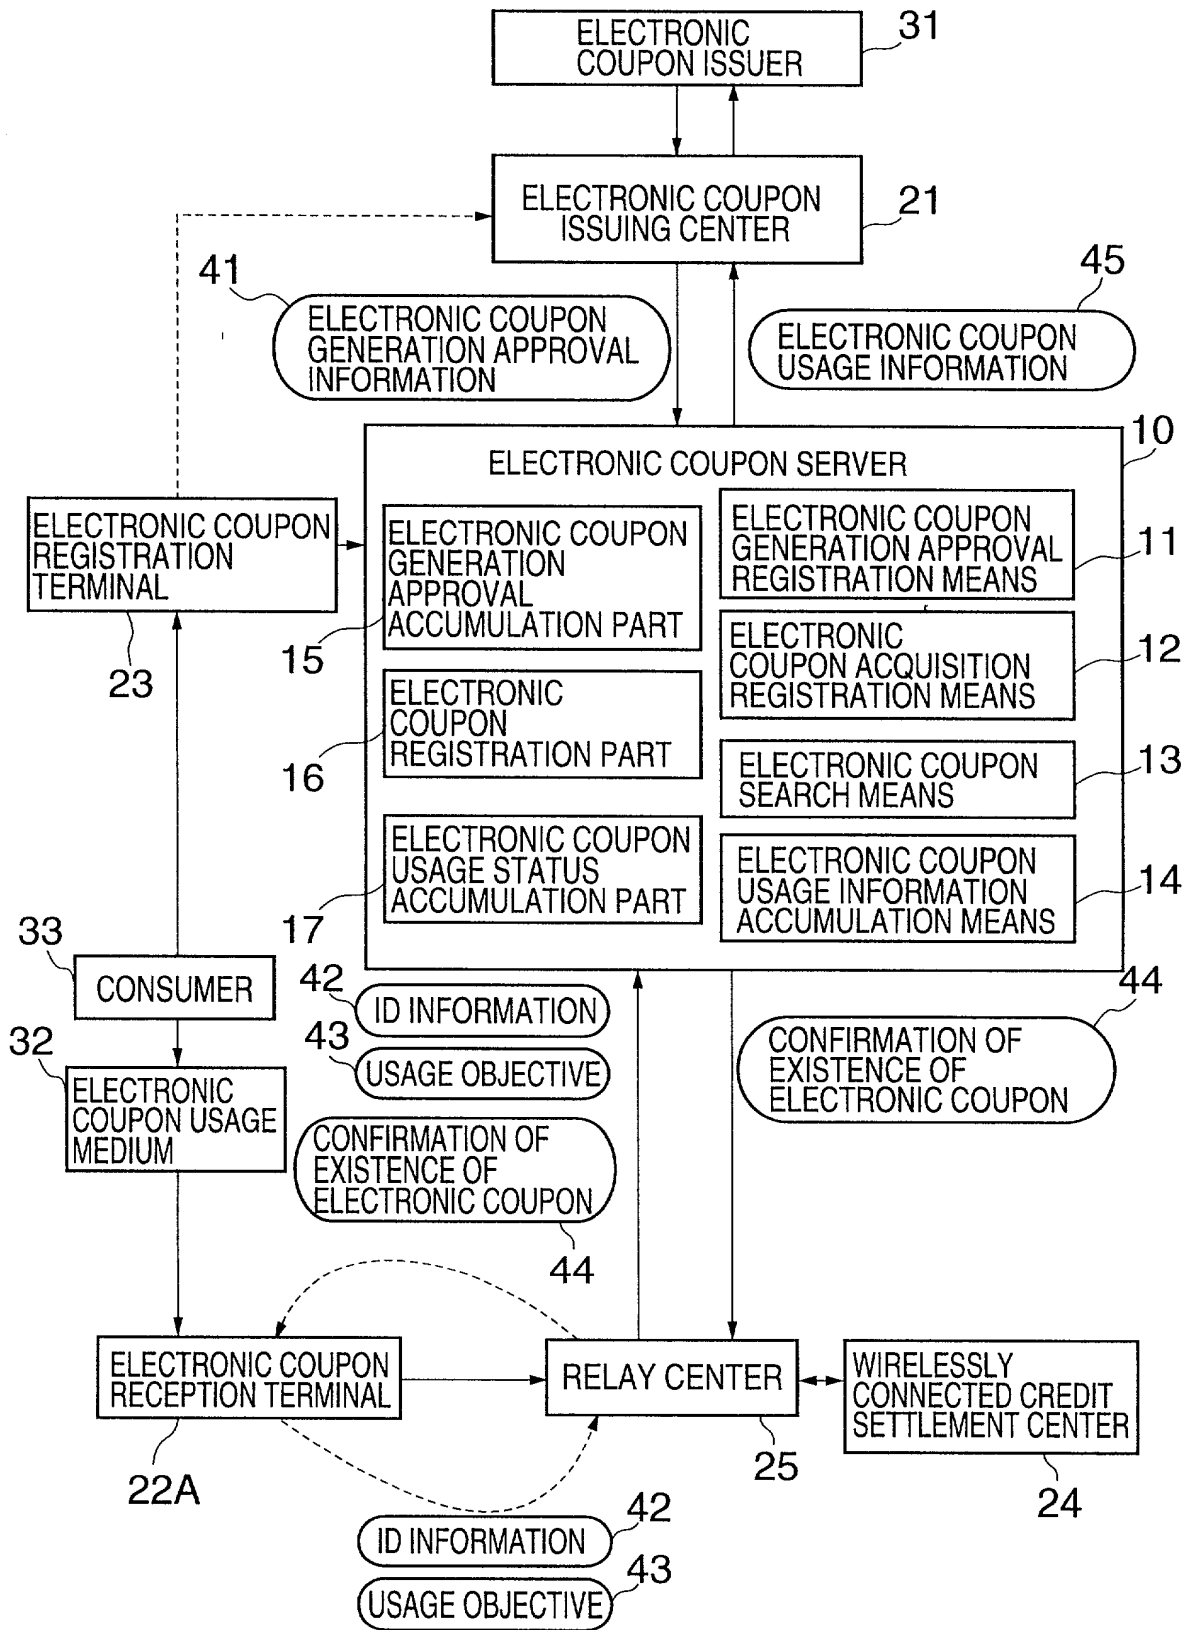 ELECTRONIC
COUPON ISSUER
31
ELECTRONIC COUPON
ISSUING CENTER
21
41
ELECTRONIC COUPON
GENERATION APPROVAL
INFORMATION
45
ELECTRONIC COUPON
USAGE INFORMATION
10
ELECTRONIC COUPON SERVER
ELECTRONIC COUPON
REGISTRATION
TERMINAL
23
ELECTRONIC COUPON
GENERATION
APPROVAL
ACCUMULATION PART
15
ELECTRONIC COUPON
GENERATION APPROVAL
REGISTRATION MEANS
11
ELECTRONIC
COUPON ACQUISITION
REGISTRATION MEANS
12
ELECTRONIC
COUPON
REGISTRATION PART
16
ELECTRONIC COUPON
SEARCH MEANS
13
ELECTRONIC COUPON
USAGE STATUS
ACCUMULATION PART
17
ELECTRONIC COUPON
USAGE INFORMATION
ACCUMULATION MEANS
14
33
CONSUMER
32
ELECTRONIC
COUPON USAGE
MEDIUM
42
ID INFORMATION
43
USAGE OBJECTIVE
44
CONFIRMATION OF
EXISTENCE OF
ELECTRONIC COUPON
CONFIRMATION OF
EXISTENCE OF
ELECTRONIC COUPON
44
ELECTRONIC COUPON
RECEPTION TERMINAL
22A
RELAY CENTER
25
WIRELESSLY
CONNECTED CREDIT
SETTLEMENT CENTER
24
42
ID INFORMATION
43
USAGE OBJECTIVE